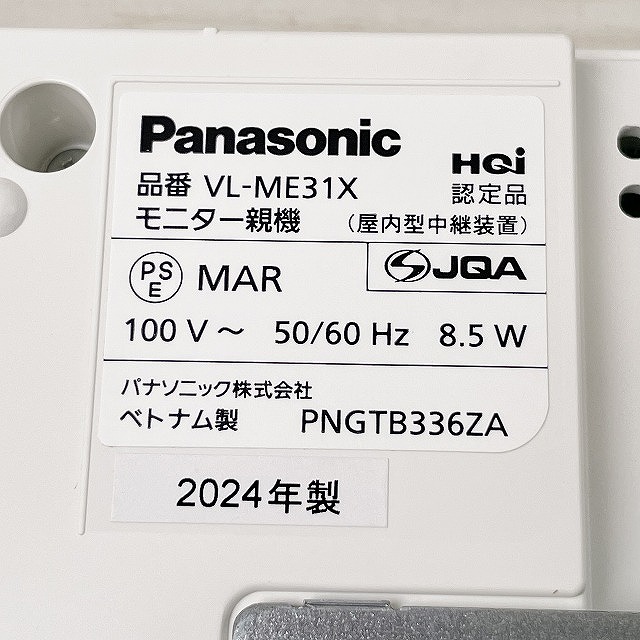 Panasonic
HQi
品番 VL-ME31X
認定品
モニター親機
(屋内型中継装置)
PSE MAR
JQA
100 V ～ 50/60 Hz 8.5 W
パナソニック株式会社
ベトナム製 PNGTB336ZA
2024年製